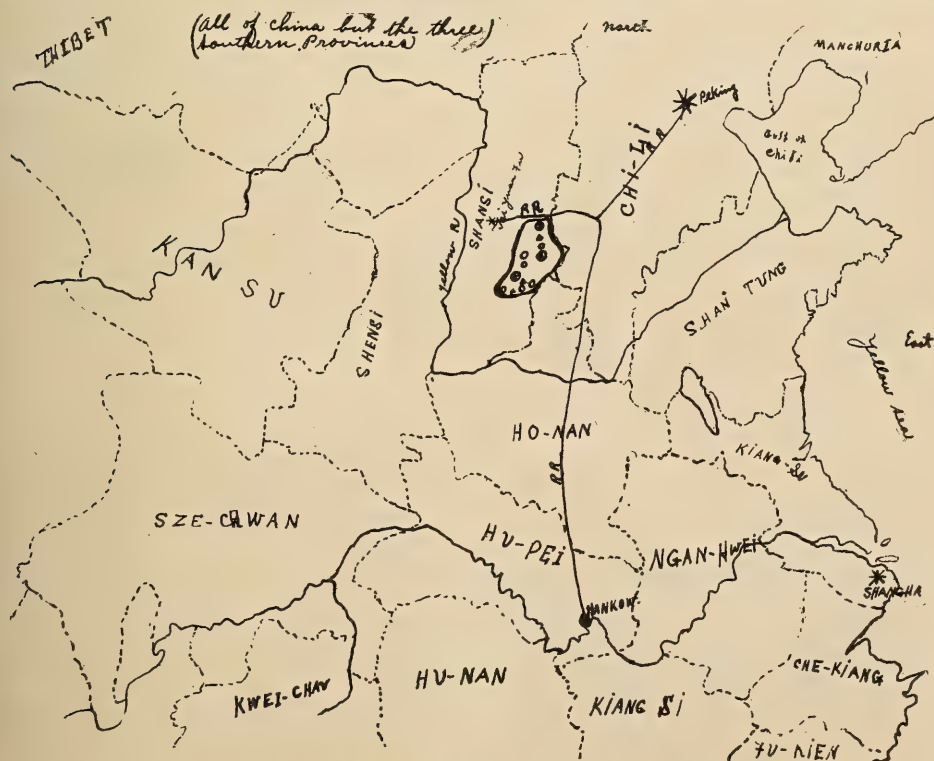 THIBET
(All of china but the three)
Southern Provinces
north
MANCHURIA
Peking
Gulf of
Chili
CHI-LI
RR
RR
SHANSI
Yellow R
KAN SU
SHENSI
SHAN TUNG
East
Yellow sea
HO-NAN
RR
KIANG-SU
SZE-CHWAN
HU-PEI
NGAN-HWEI
HANKOW
SHANGHA
KWEI-CHAU
HU-NAN
KIANG SI
CHE-KIANG
FU-KIEN